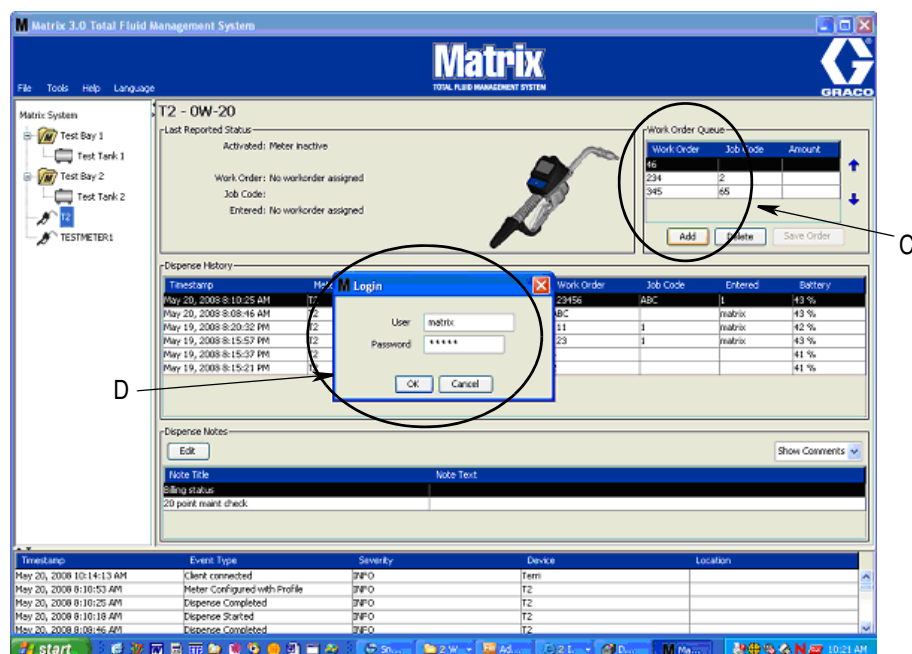 Matrix 3.0 Total Fluid Management System
Matrix
TOTAL FLUID MANAGEMENT SYSTEM
GRACO
File Tools Help Language
Matrix System
Test Bay 1
Test Tank 1
Test Bay 2
Test Tank 2
T2
TESTMETER1
T2 - 0W-20
Last Reported Status
Activated: Meter Inactive
Work Order: No workorder assigned
Job Code:
Entered: No workorder assigned
Work Order Queue
Work Order Job Code Amount
46
234 2
345 65
Add Delete Save Order
C
Dispense History
Timestamp Work Order Job Code Entered Battery
May 20, 2008 8:10:25 AM T2 23456 ABC 1 43 %
May 20, 2008 8:08:46 AM T2 ABC matrix 43 %
May 19, 2008 8:20:32 PM T2 11 1 matrix 42 %
May 19, 2008 8:15:57 PM T2 23 1 matrix 43 %
May 19, 2008 8:15:37 PM T2 41 %
May 19, 2008 8:15:21 PM T2 41 %
Login
User matrix
Password *****
OK Cancel
D
Dispense Notes
Edit Show Comments
Note Title Note Text
Billing status
20 point maint check
Timestamp Event Type Severity Device Location
May 20, 2008 10:14:13 AM Client connected INFO Terri
May 20, 2008 8:10:53 AM Meter Configured with Profile INFO T2
May 20, 2008 8:10:25 AM Dispense Completed INFO T2
May 20, 2008 8:10:18 AM Dispense Started INFO T2
May 20, 2008 8:08:46 AM Dispense Completed INFO T2
start Sn... 2 W... Ad... 2 I... D... Ma... 10:21 AM